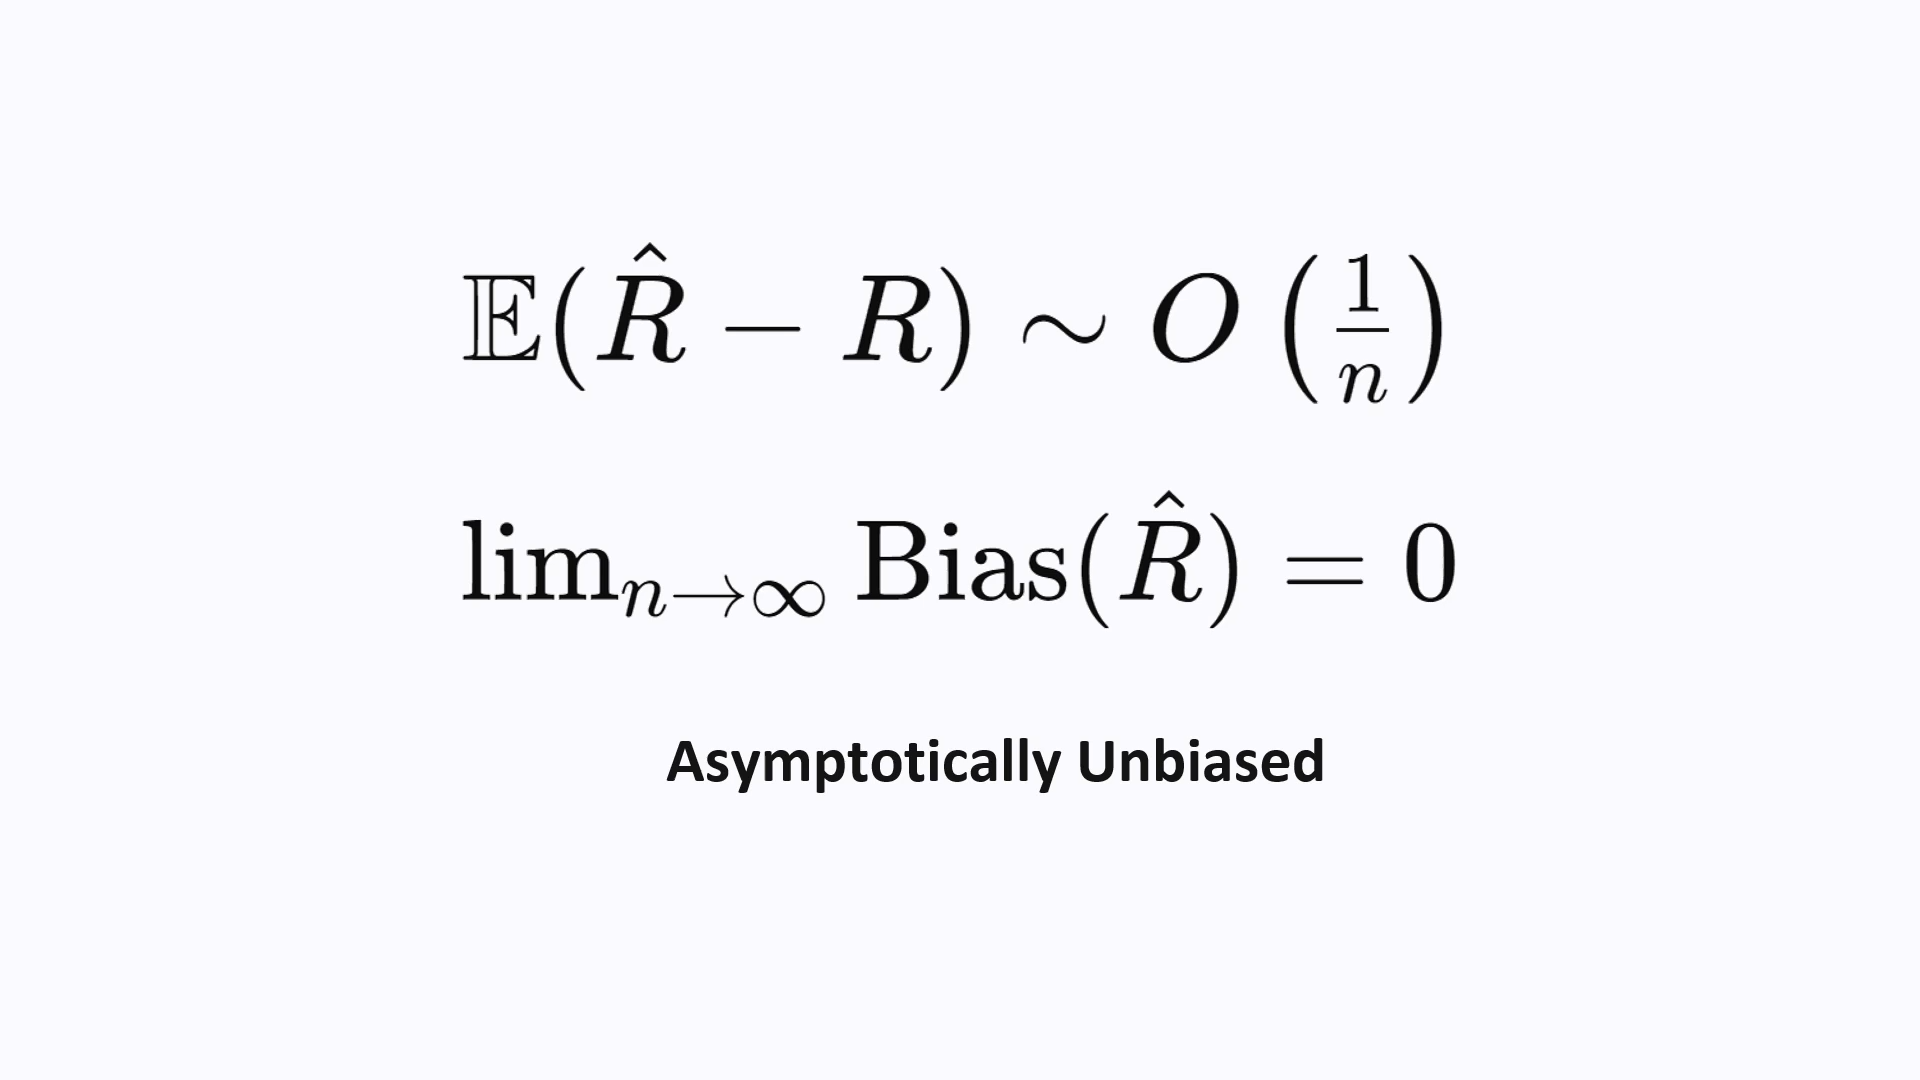 𝔼(R̂ − R) ∼ O (1/n)
lim_{n→∞} Bias(R̂) = 0
Asymptotically Unbiased